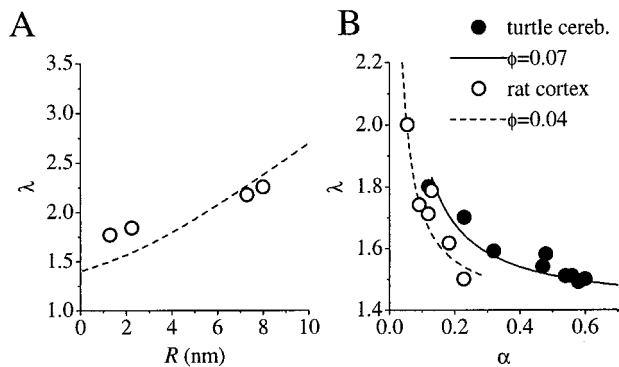 A
3.5
3.0
2.5
2.0
1.5
1.0
λ
0 2 4 6 8 10
R (nm)
B
turtle cereb.
ϕ=0.07
rat cortex
ϕ=0.04
2.2
2.0
1.8
1.6
1.4
λ
0.0 0.2 0.4 0.6
α